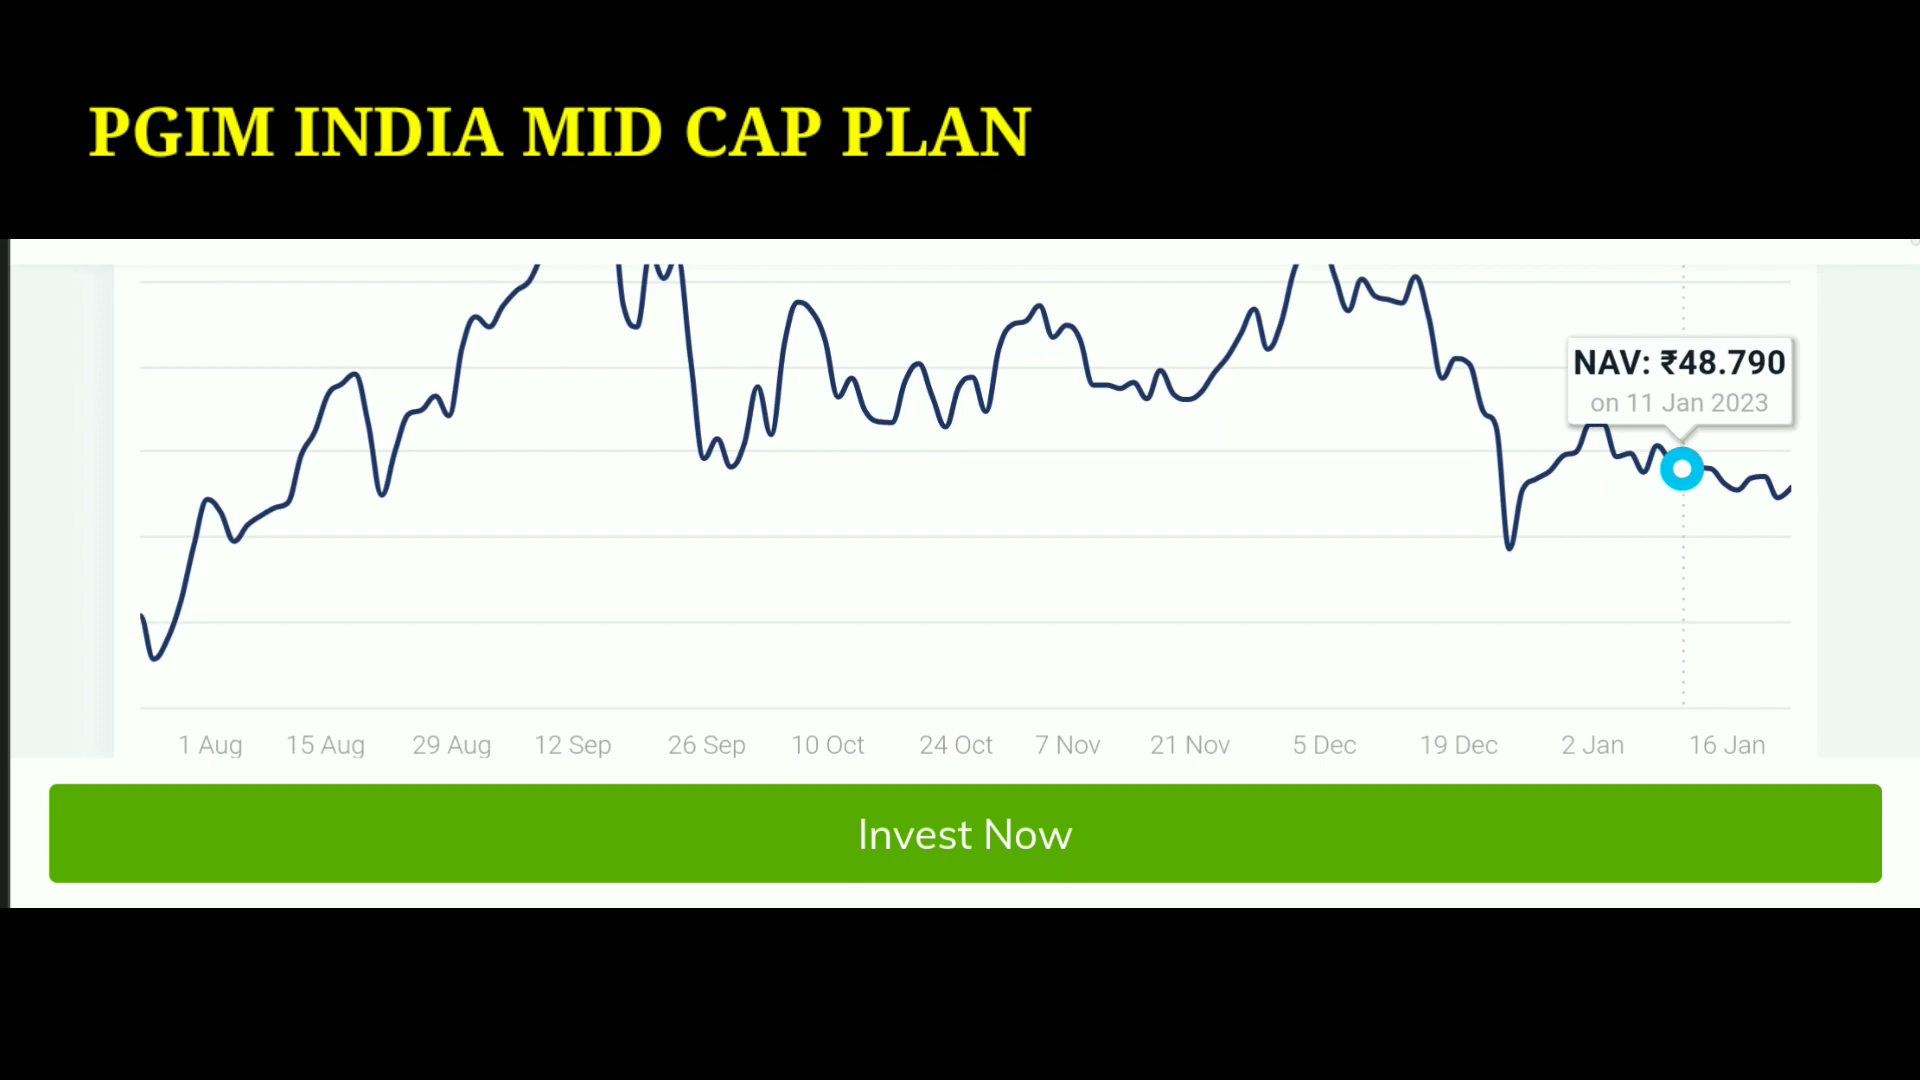 PGIM INDIA MID CAP PLAN
NAV: ₹48.790
on 11 Jan 2023
1 Aug 15 Aug 29 Aug 12 Sep 26 Sep 10 Oct 24 Oct 7 Nov 21 Nov 5 Dec 19 Dec 2 Jan 16 Jan
Invest Now